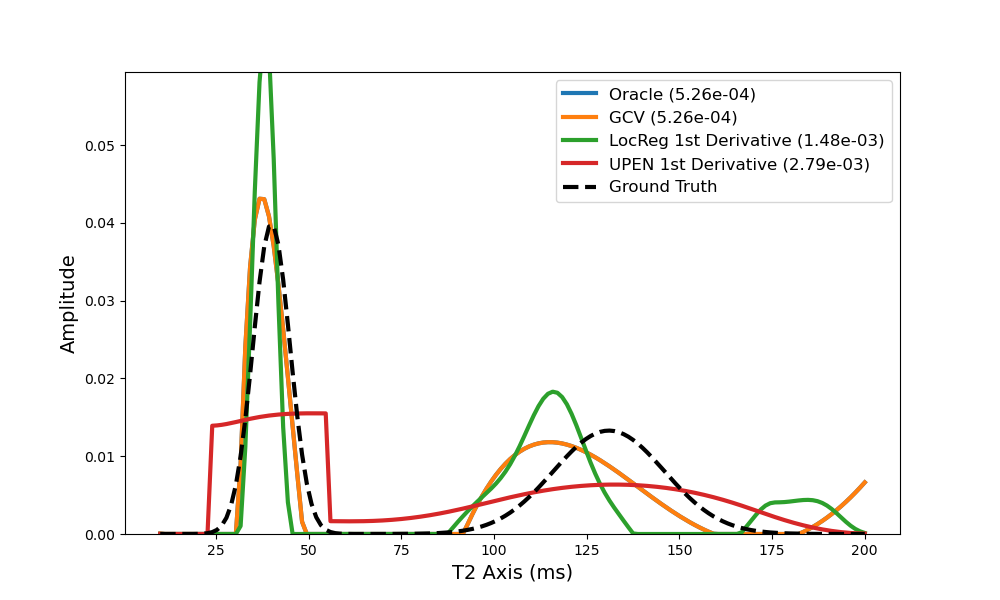 Oracle (5.26e-04)
GCV (5.26e-04)
LocReg 1st Derivative (1.48e-03)
UPEN 1st Derivative (2.79e-03)
Ground Truth
Amplitude
0.05
0.04
0.03
0.02
0.01
0.00
25 50 75 100 125 150 175 200
T2 Axis (ms)